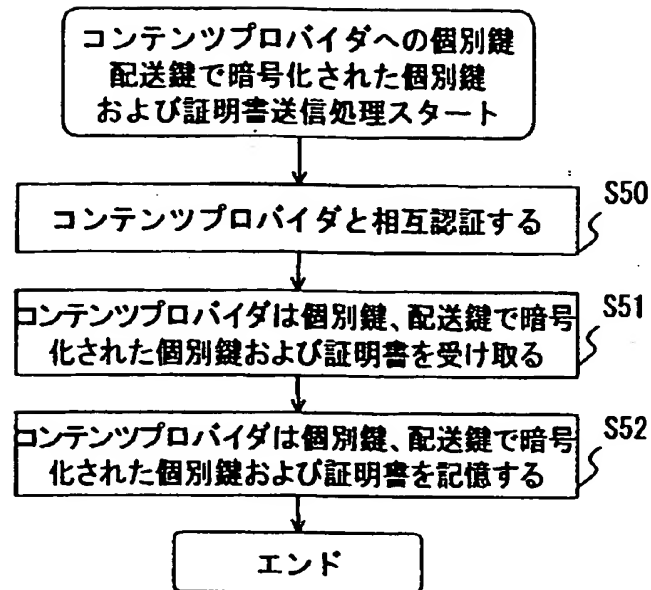 コンテンツプロバイダへの個別鍵
配送鍵で暗号化された個別鍵
および証明書送信処理スタート
S50
コンテンツプロバイダと相互認証する
S51
コンテンツプロバイダは個別鍵、配送鍵で暗号
化された個別鍵および証明書を受け取る
S52
コンテンツプロバイダは個別鍵、配送鍵で暗号
化された個別鍵および証明書を記憶する
エンド